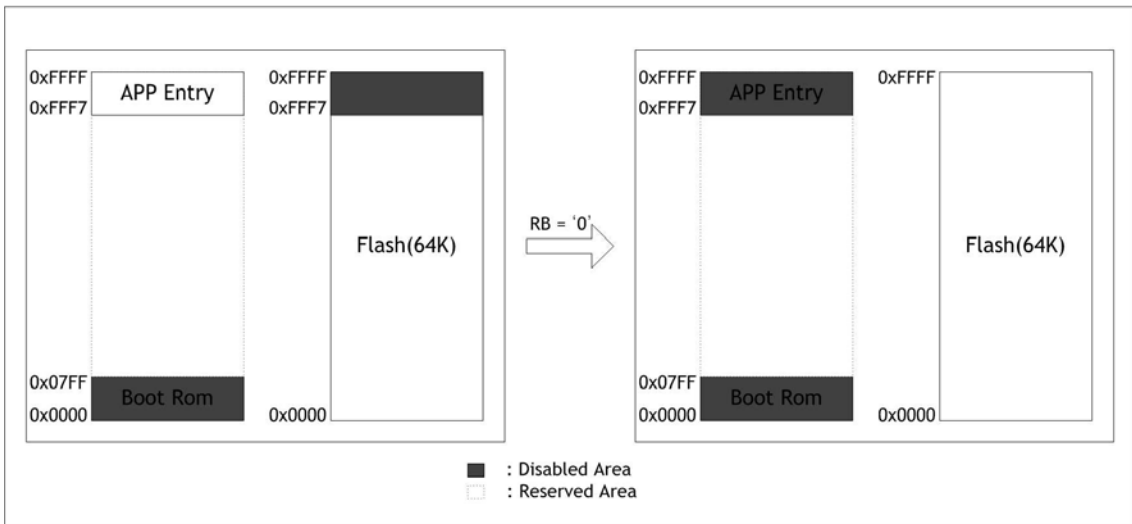 0xFFFF
APP Entry
0xFFF7
0x07FF
Boot Rom
0x0000
0xFFFF
0xFFF7
Flash(64K)
0x0000
RB = ‘0’
0xFFFF
APP Entry
0xFFF7
0x07FF
Boot Rom
0x0000
0xFFFF
Flash(64K)
0x0000
: Disabled Area
: Reserved Area